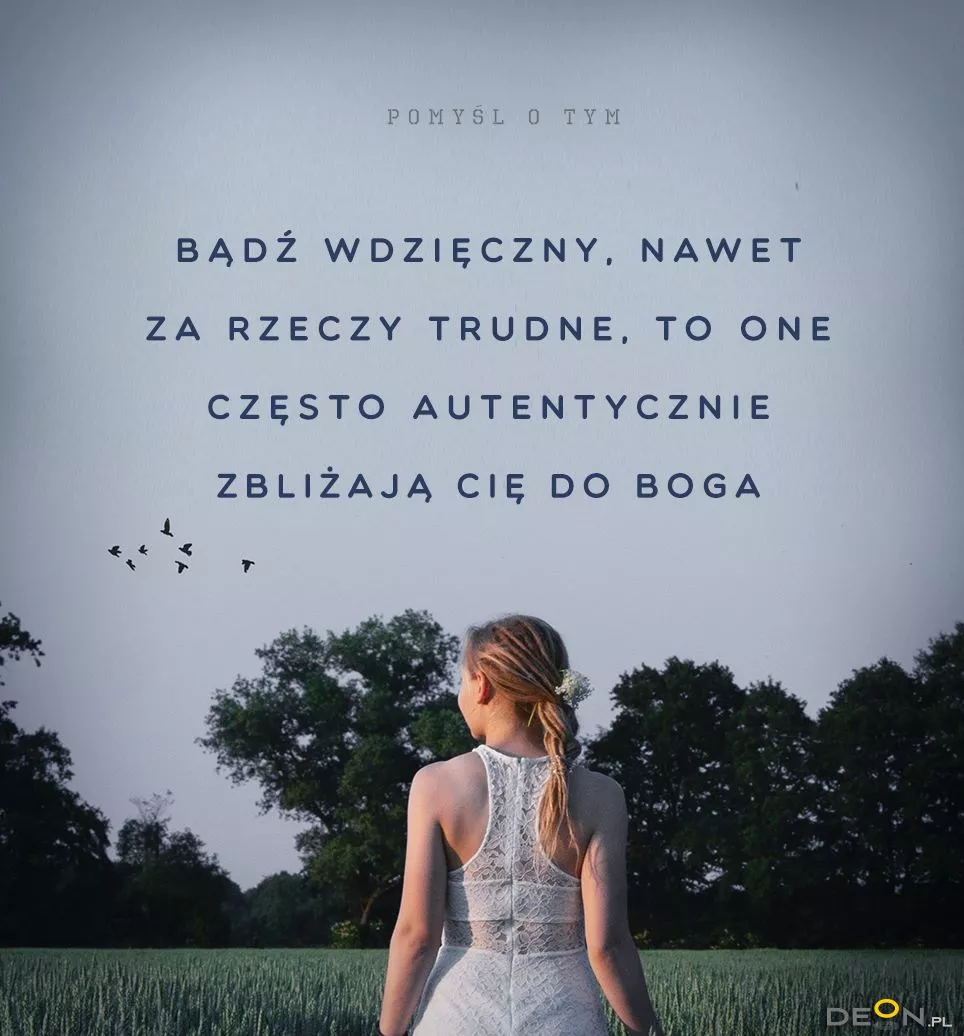 POMYŚL O TYM
BĄDŹ WDZIĘCZNY, NAWET
ZA RZECZY TRUDNE, TO ONE
CZĘSTO AUTENTYCZNIE
ZBLIŻAJĄ CIĘ DO BOGA
DEON.PL